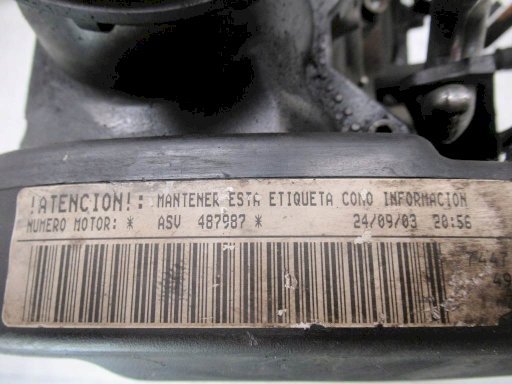 !ATENCION!: MANTENER ESTA ETIQUETA COMO INFORMACION
NUMERO MOTOR: * ASV 487987 * 24/09/03 20:56